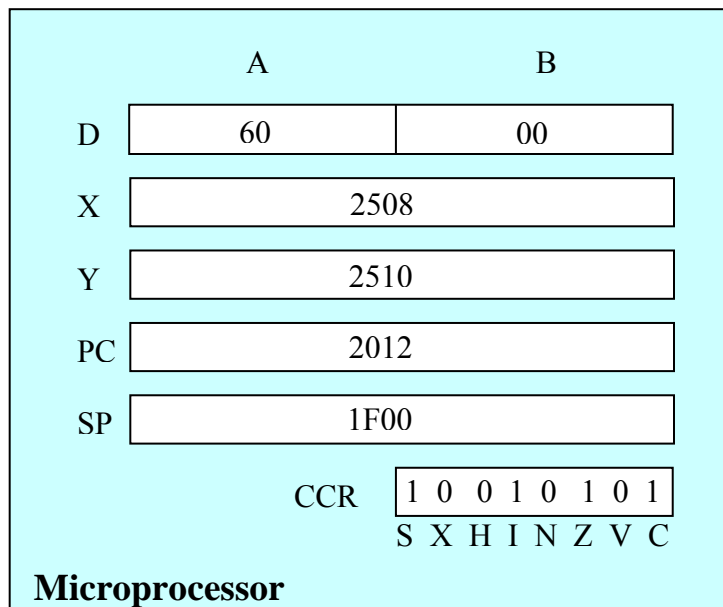 A B
D 60 00
X 2508
Y 2510
PC 2012
SP 1F00
CCR 1 0 0 1 0 1 0 1
S X H I N Z V C
Microprocessor